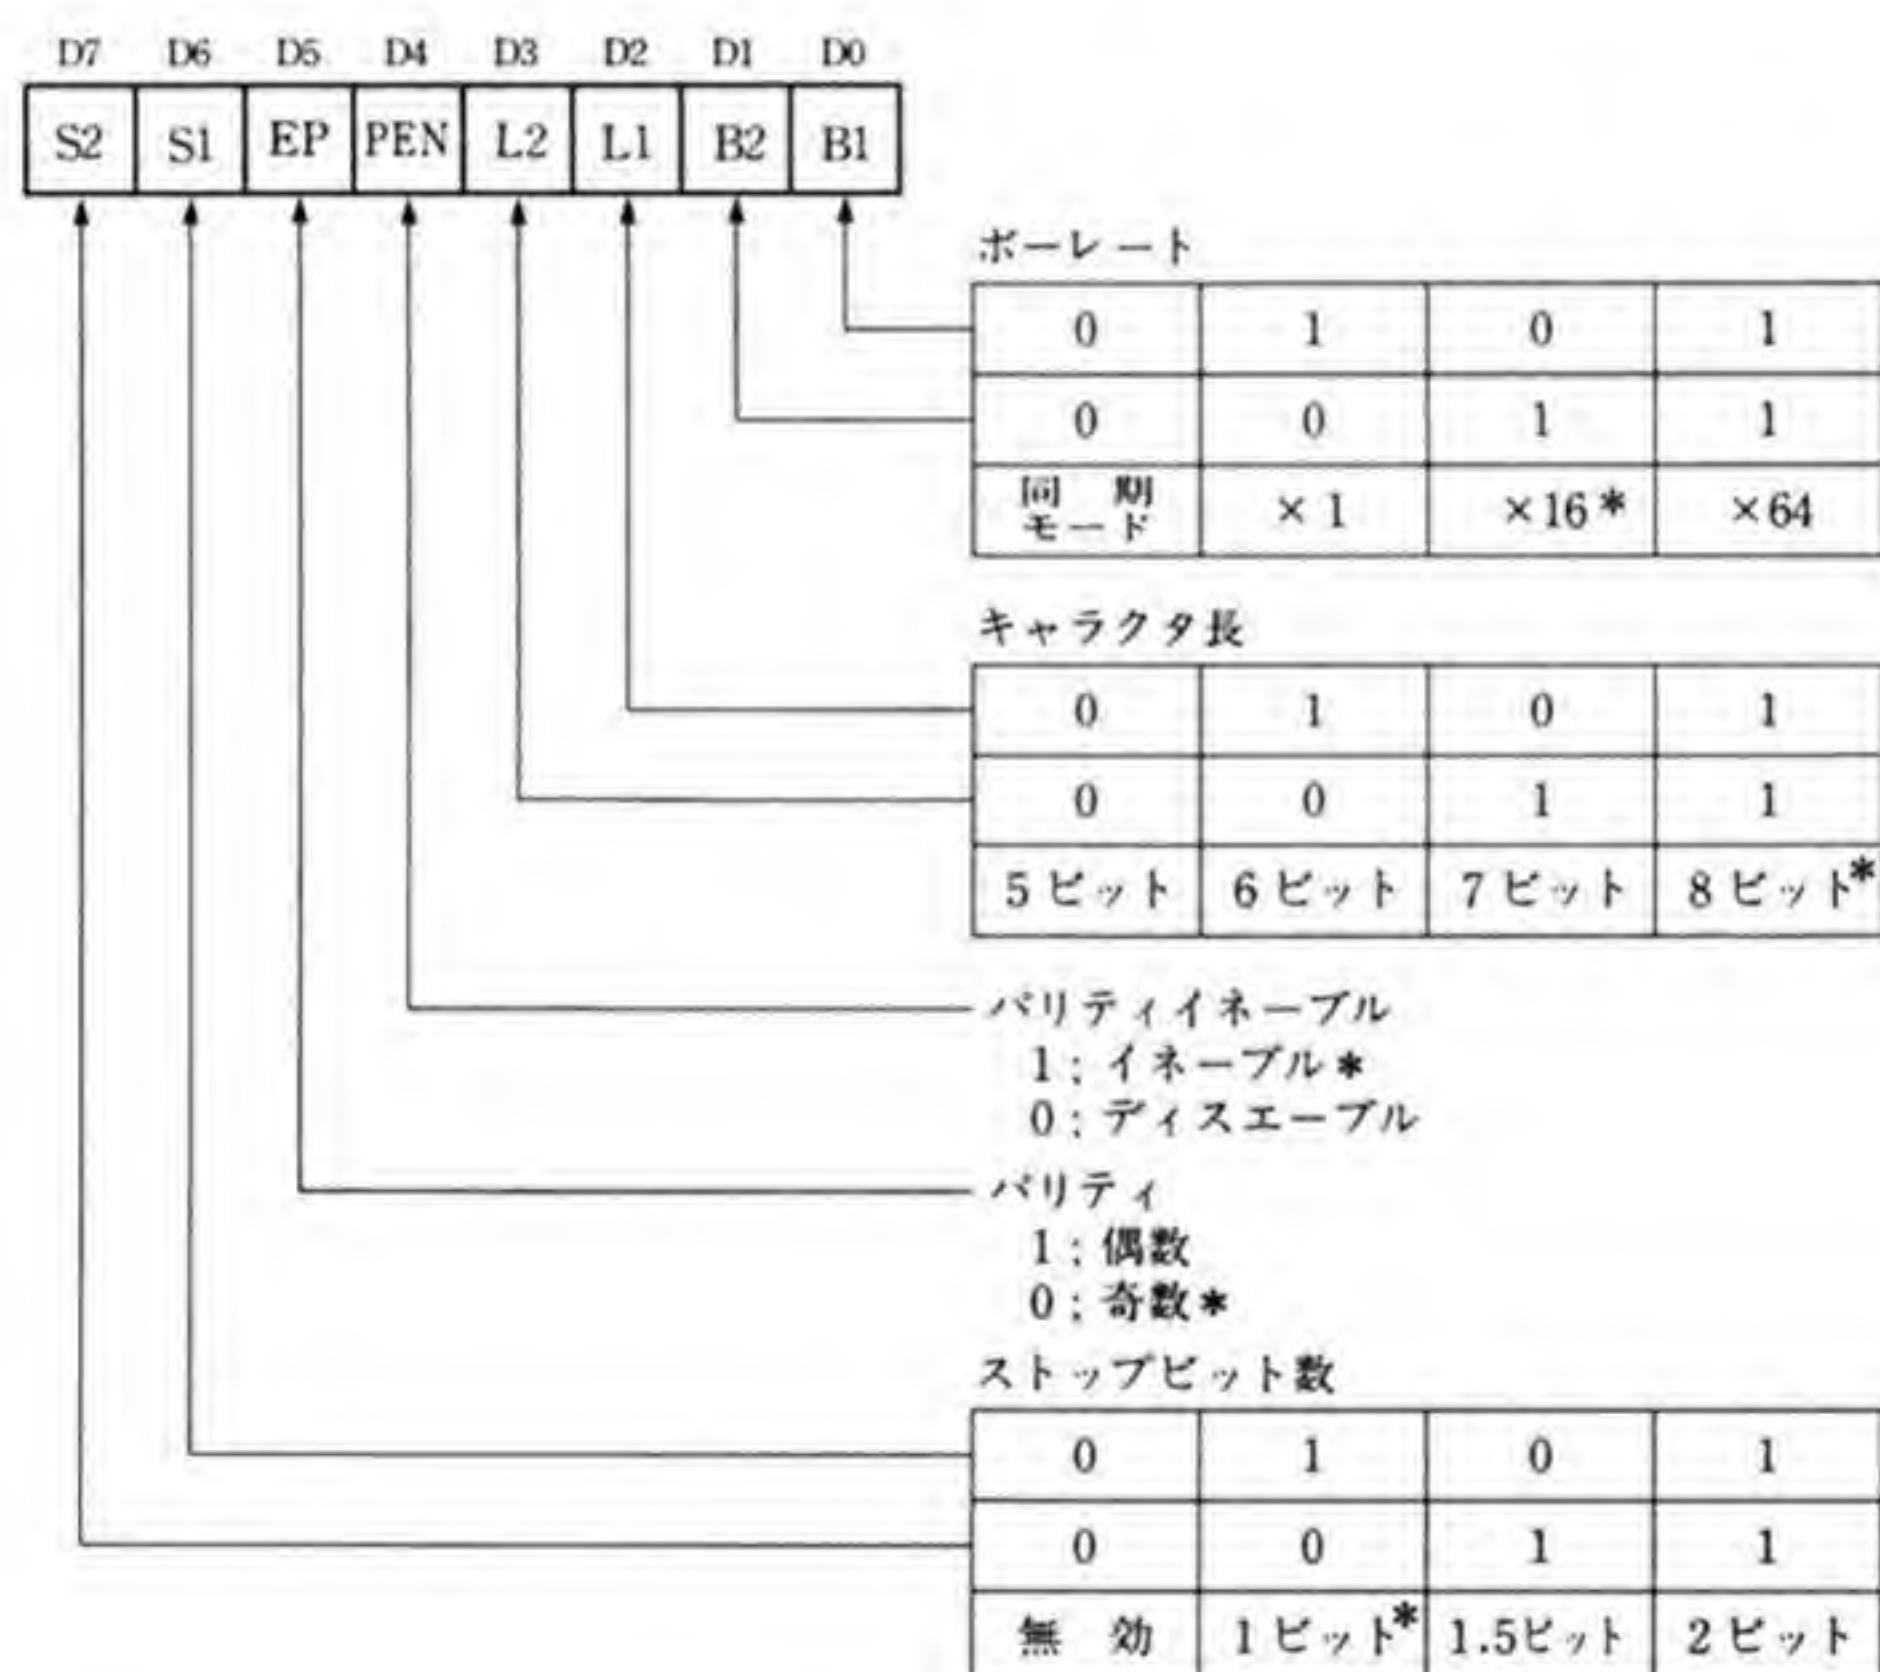 D7 D6 D5 D4 D3 D2 D1 D0
S2 S1 EP PEN L2 L1 B2 B1
ボーレート
0 1 0 1
0 0 1 1
同期モード ×1 ×16* ×64
キャラクタ長
0 1 0 1
0 0 1 1
5ビット 6ビット 7ビット 8ビット*
パリティイネーブル
1:イネーブル*
0:ディスエーブル
パリティ
1:偶数
0:奇数*
ストップビット数
0 1 0 1
0 0 1 1
無効 1ビット* 1.5ビット 2ビット